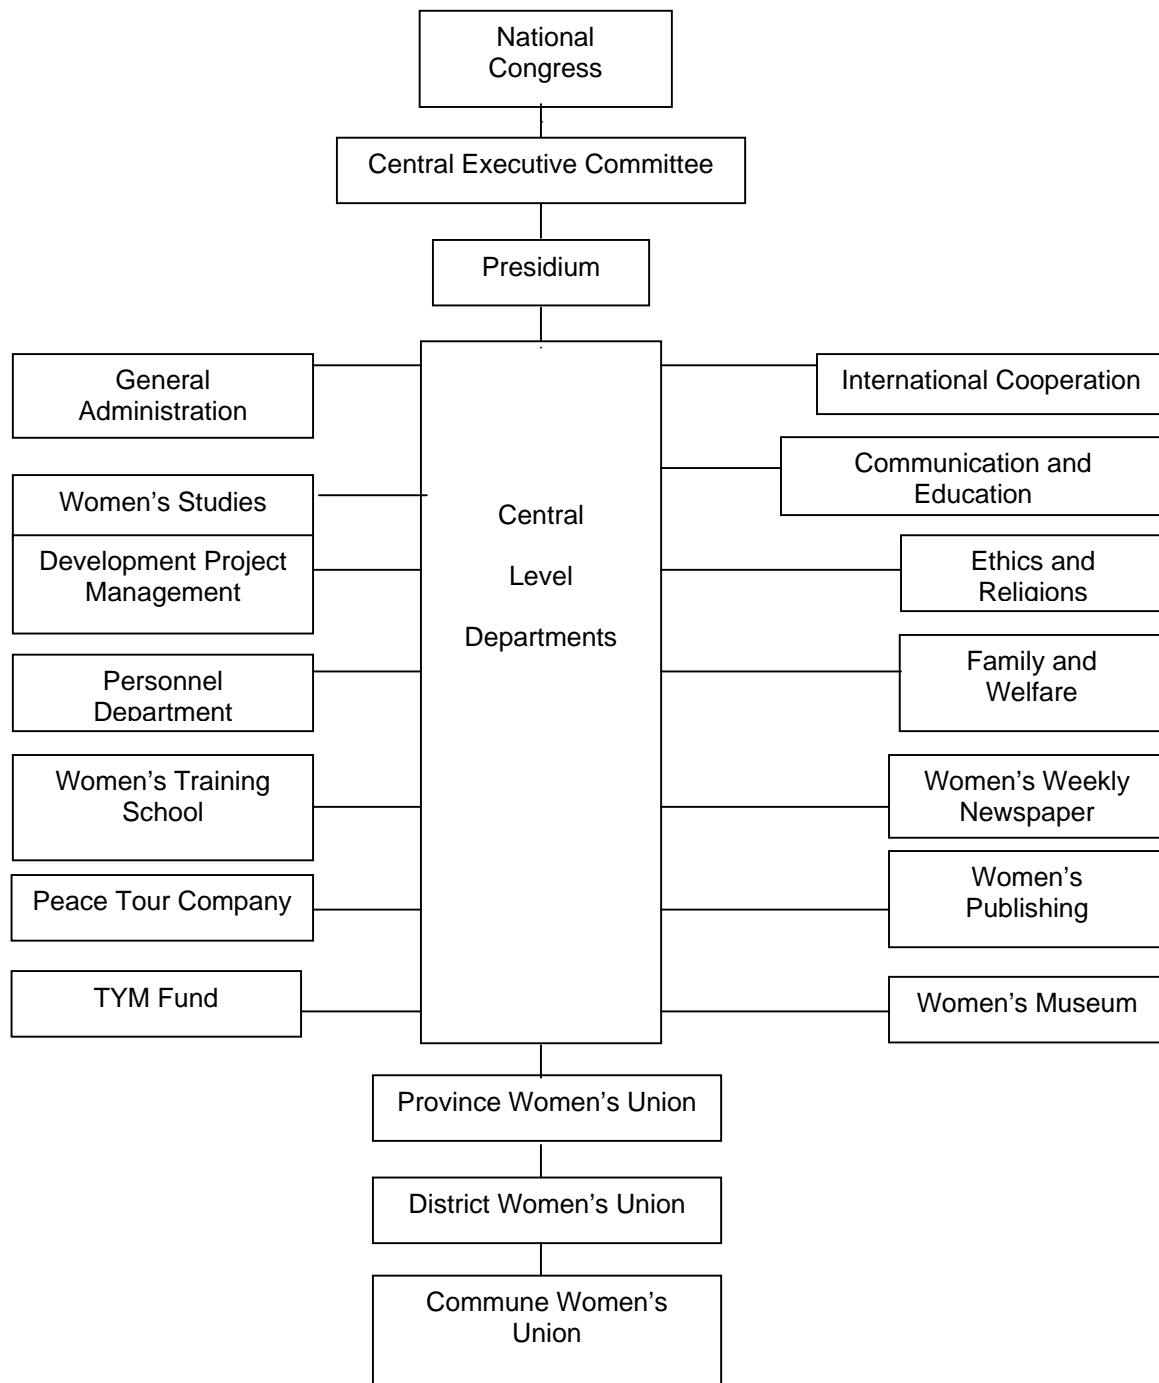 National
Congress
Central Executive Committee
Presidium
General
Administration
International Cooperation
Communication and
Education
Women’s Studies
Central
Level
Departments
Development Project
Management
Ethics and
Religions
Personnel
Department
Family and
Welfare
Women’s Training
School
Women’s Weekly
Newspaper
Peace Tour Company
Women’s
Publishing
TYM Fund
Women’s Museum
Province Women’s Union
District Women’s Union
Commune Women’s
Union